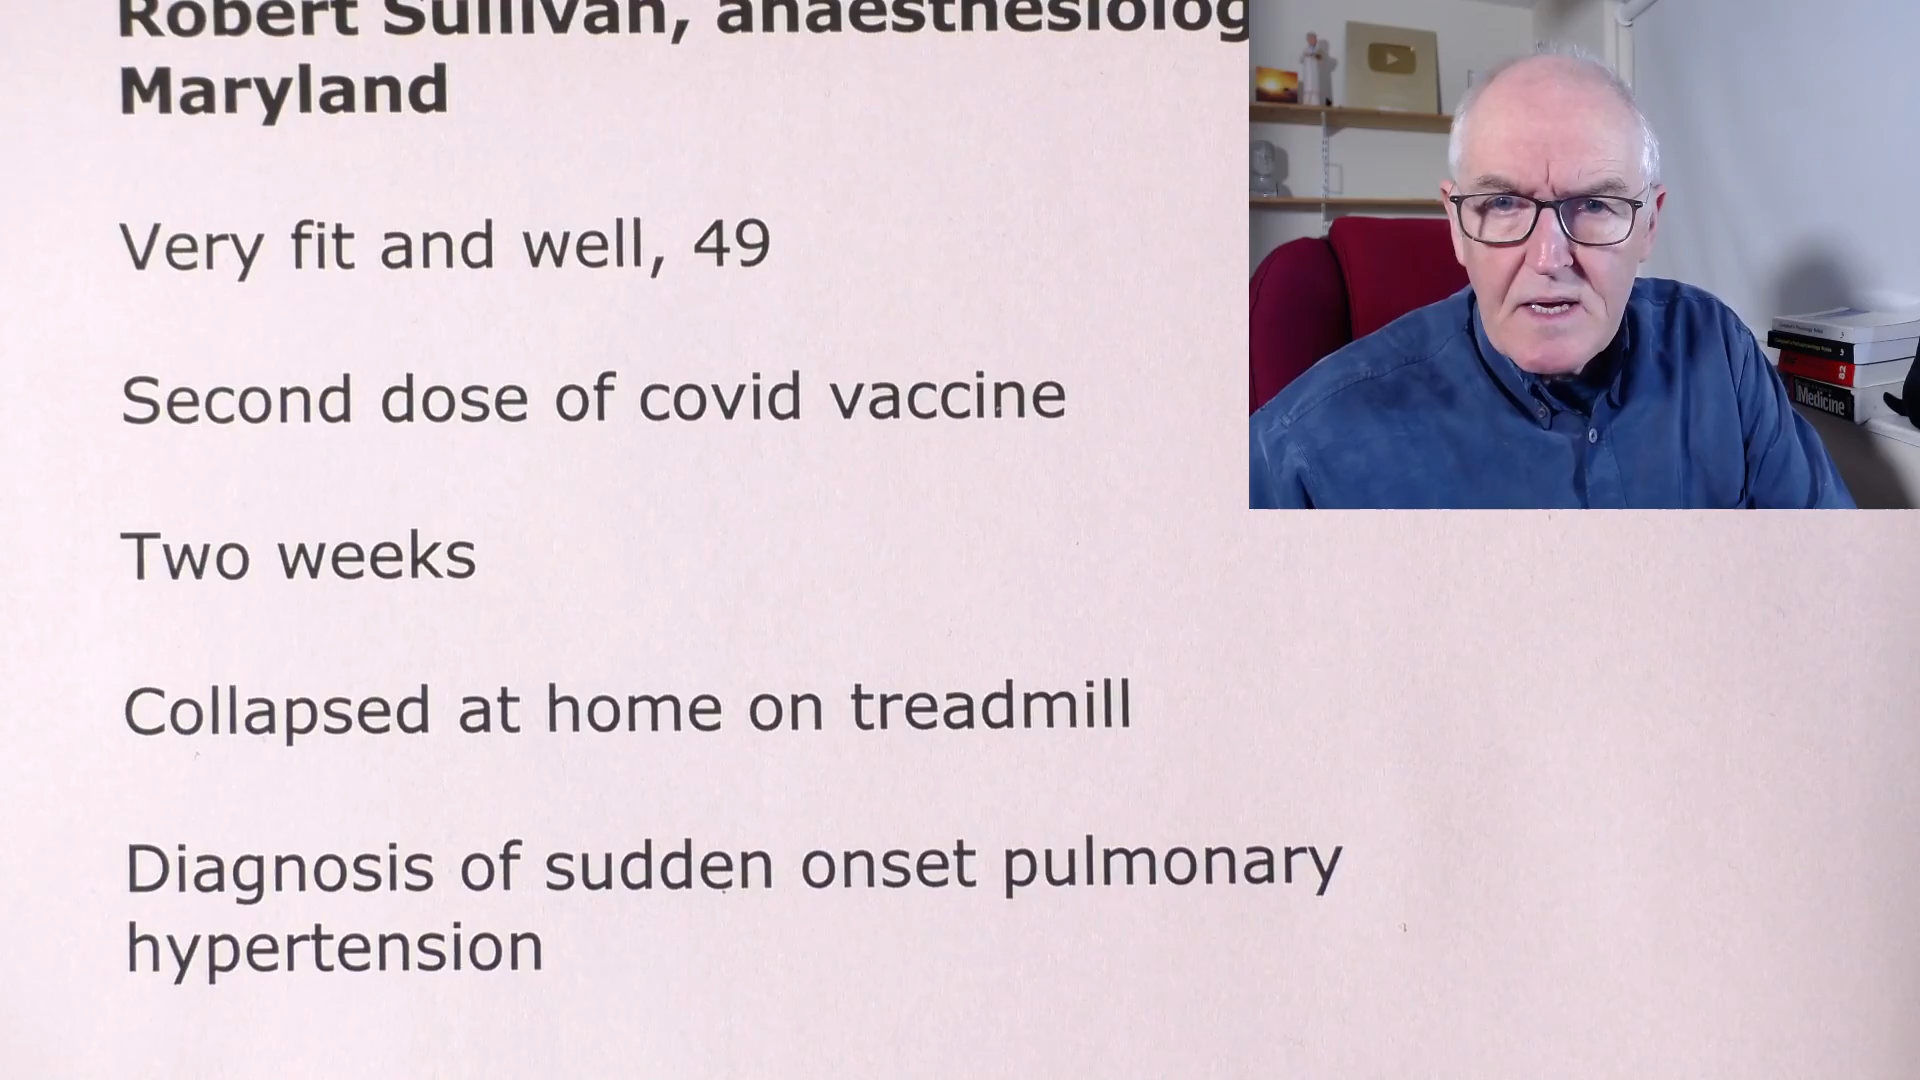 Robert Sullivan, anaesthesiolog
Maryland
Very fit and well, 49
Second dose of covid vaccine
Two weeks
Collapsed at home on treadmill
Diagnosis of sudden onset pulmonary
hypertension
Medicine